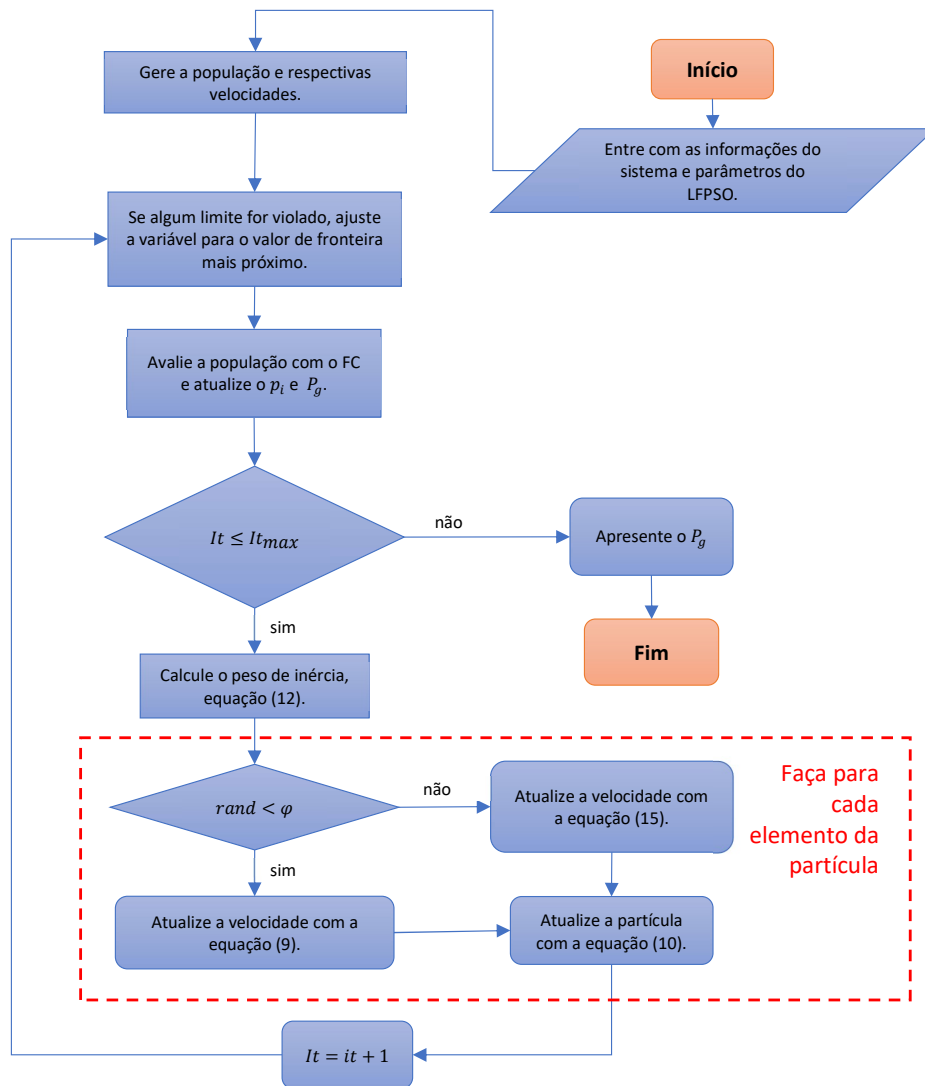 Início
Entre com as informações do
sistema e parâmetros do
LFPSO.
Gere a população e respectivas
velocidades.
Se algum limite for violado, ajuste
a variável para o valor de fronteira
mais próximo.
Avalie a população com o FC
e atualize o p_i e P_g.
It ≤ It_max
não
Apresente o P_g
Fim
sim
Calcule o peso de inércia,
equação (12).
rand < φ
não
Atualize a velocidade com
a equação (15).
Faça para
cada
elemento da
partícula
sim
Atualize a velocidade com a
equação (9).
Atualize a partícula
com a equação (10).
It = it + 1